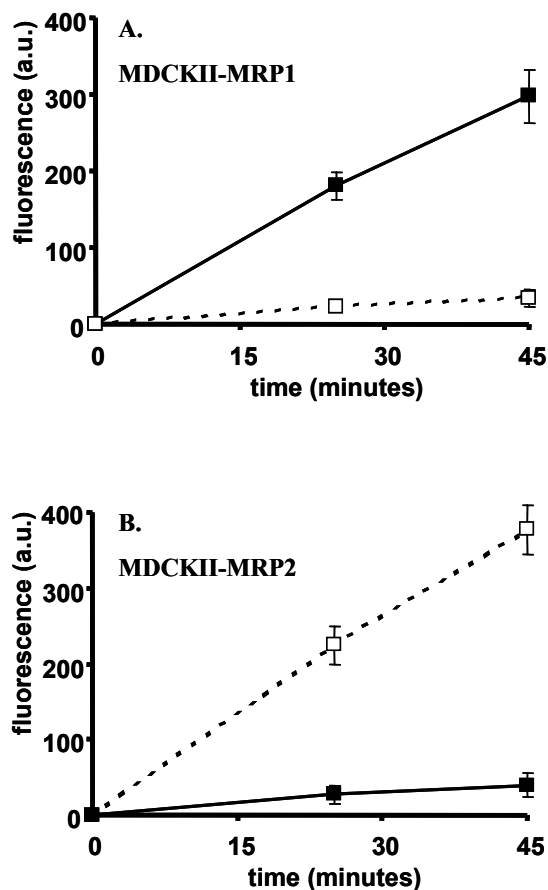 A.
MDCKII-MRP1
fluorescence (a.u.)
400
300
200
100
0
0 15 30 45
time (minutes)
B.
MDCKII-MRP2
fluorescence (a.u.)
400
300
200
100
0
0 15 30 45
time (minutes)